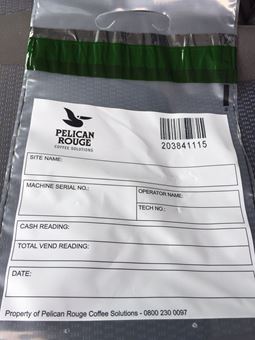 PELICAN
ROUGE
COFFEE SOLUTIONS
203841115
SITE NAME:
MACHINE SERIAL NO.:
OPERATOR NAME:
TECH NO.:
CASH READING:
TOTAL VEND READING:
DATE:
Property of Pelican Rouge Coffee Solutions - 0800 230 0097